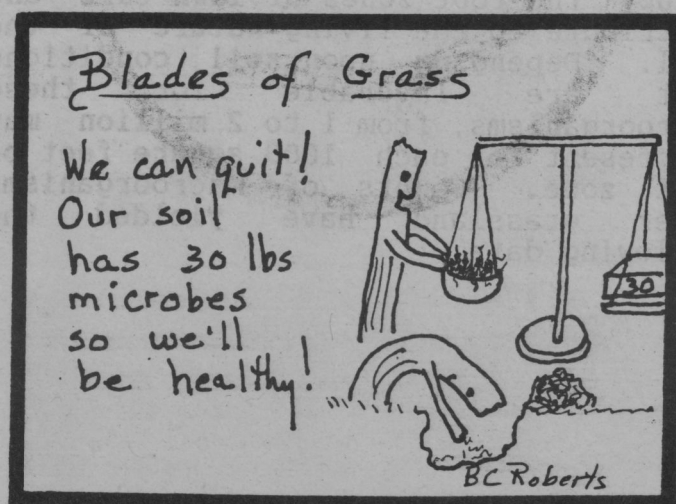 Blades of Grass
We can quit!
Our soil
has 30 lbs
microbes
so we'll
be healthy!
30
BC Roberts